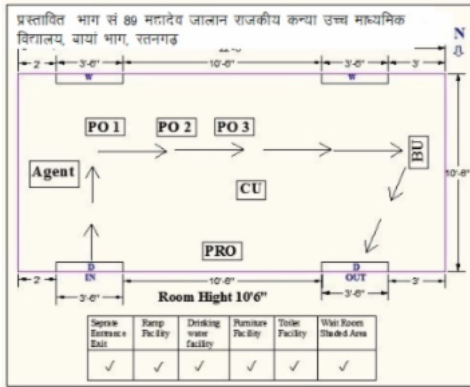 प्रस्तावित भाग सं 89 महादेव जालान राजकीय कन्या उच्च माध्यमिक
विद्यालय, बायां भाग, रतनगढ़
N
2' 3'-6" 10'-6" 3'-6" 3'
W W
PO 1 PO 2 PO 3
BU
Agent
10'-6"
CU
PRO
D D
IN OUT
2' 10'-6" 3'
3'-6" 3'-6"
Room Hight 10'6"
Seprate Entrance Exit
Ramp Facility
Drinking water facility
Furniture Facility
Toilet Facility
Wait Room Shaded Area
✓ ✓ ✓ ✓ ✓ ✓